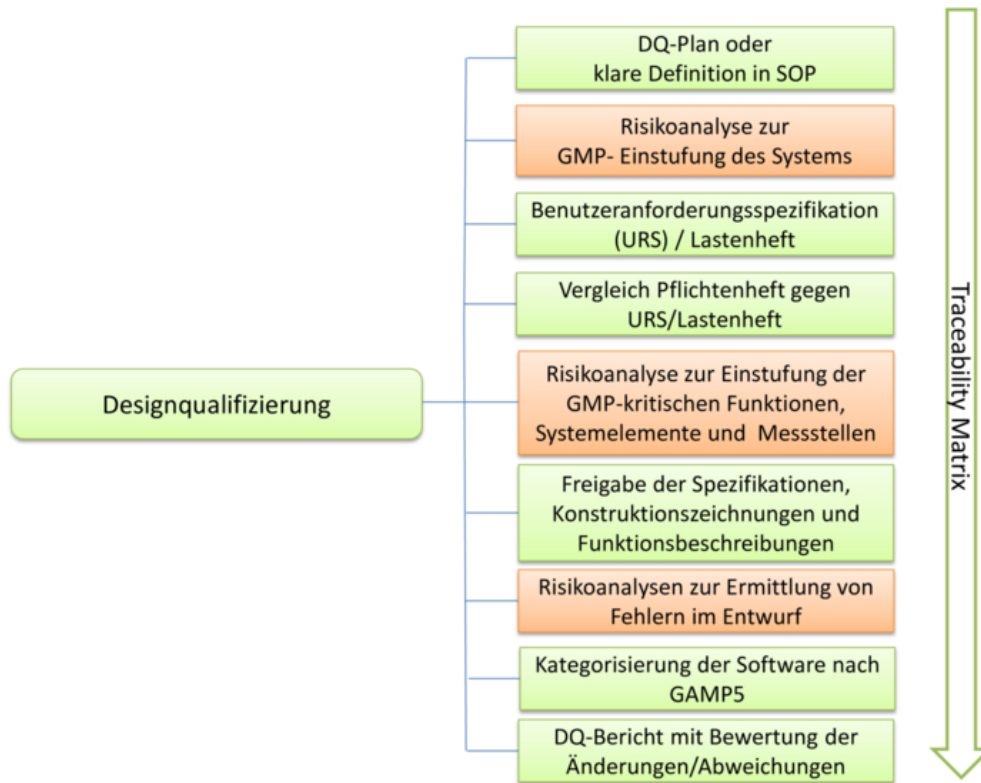 DQ-Plan oder
klare Definition in SOP
Risikoanalyse zur
GMP- Einstufung des Systems
Benutzeranforderungsspezifikation
(URS) / Lastenheft
Vergleich Pflichtenheft gegen
URS/Lastenheft
Designqualifizierung
Risikoanalyse zur Einstufung der
GMP-kritischen Funktionen,
Systemelemente und Messstellen
Freigabe der Spezifikationen,
Konstruktionszeichnungen und
Funktionsbeschreibungen
Risikoanalysen zur Ermittlung von
Fehlern im Entwurf
Kategorisierung der Software nach
GAMP5
DQ-Bericht mit Bewertung der
Änderungen/Abweichungen
Traceability Matrix